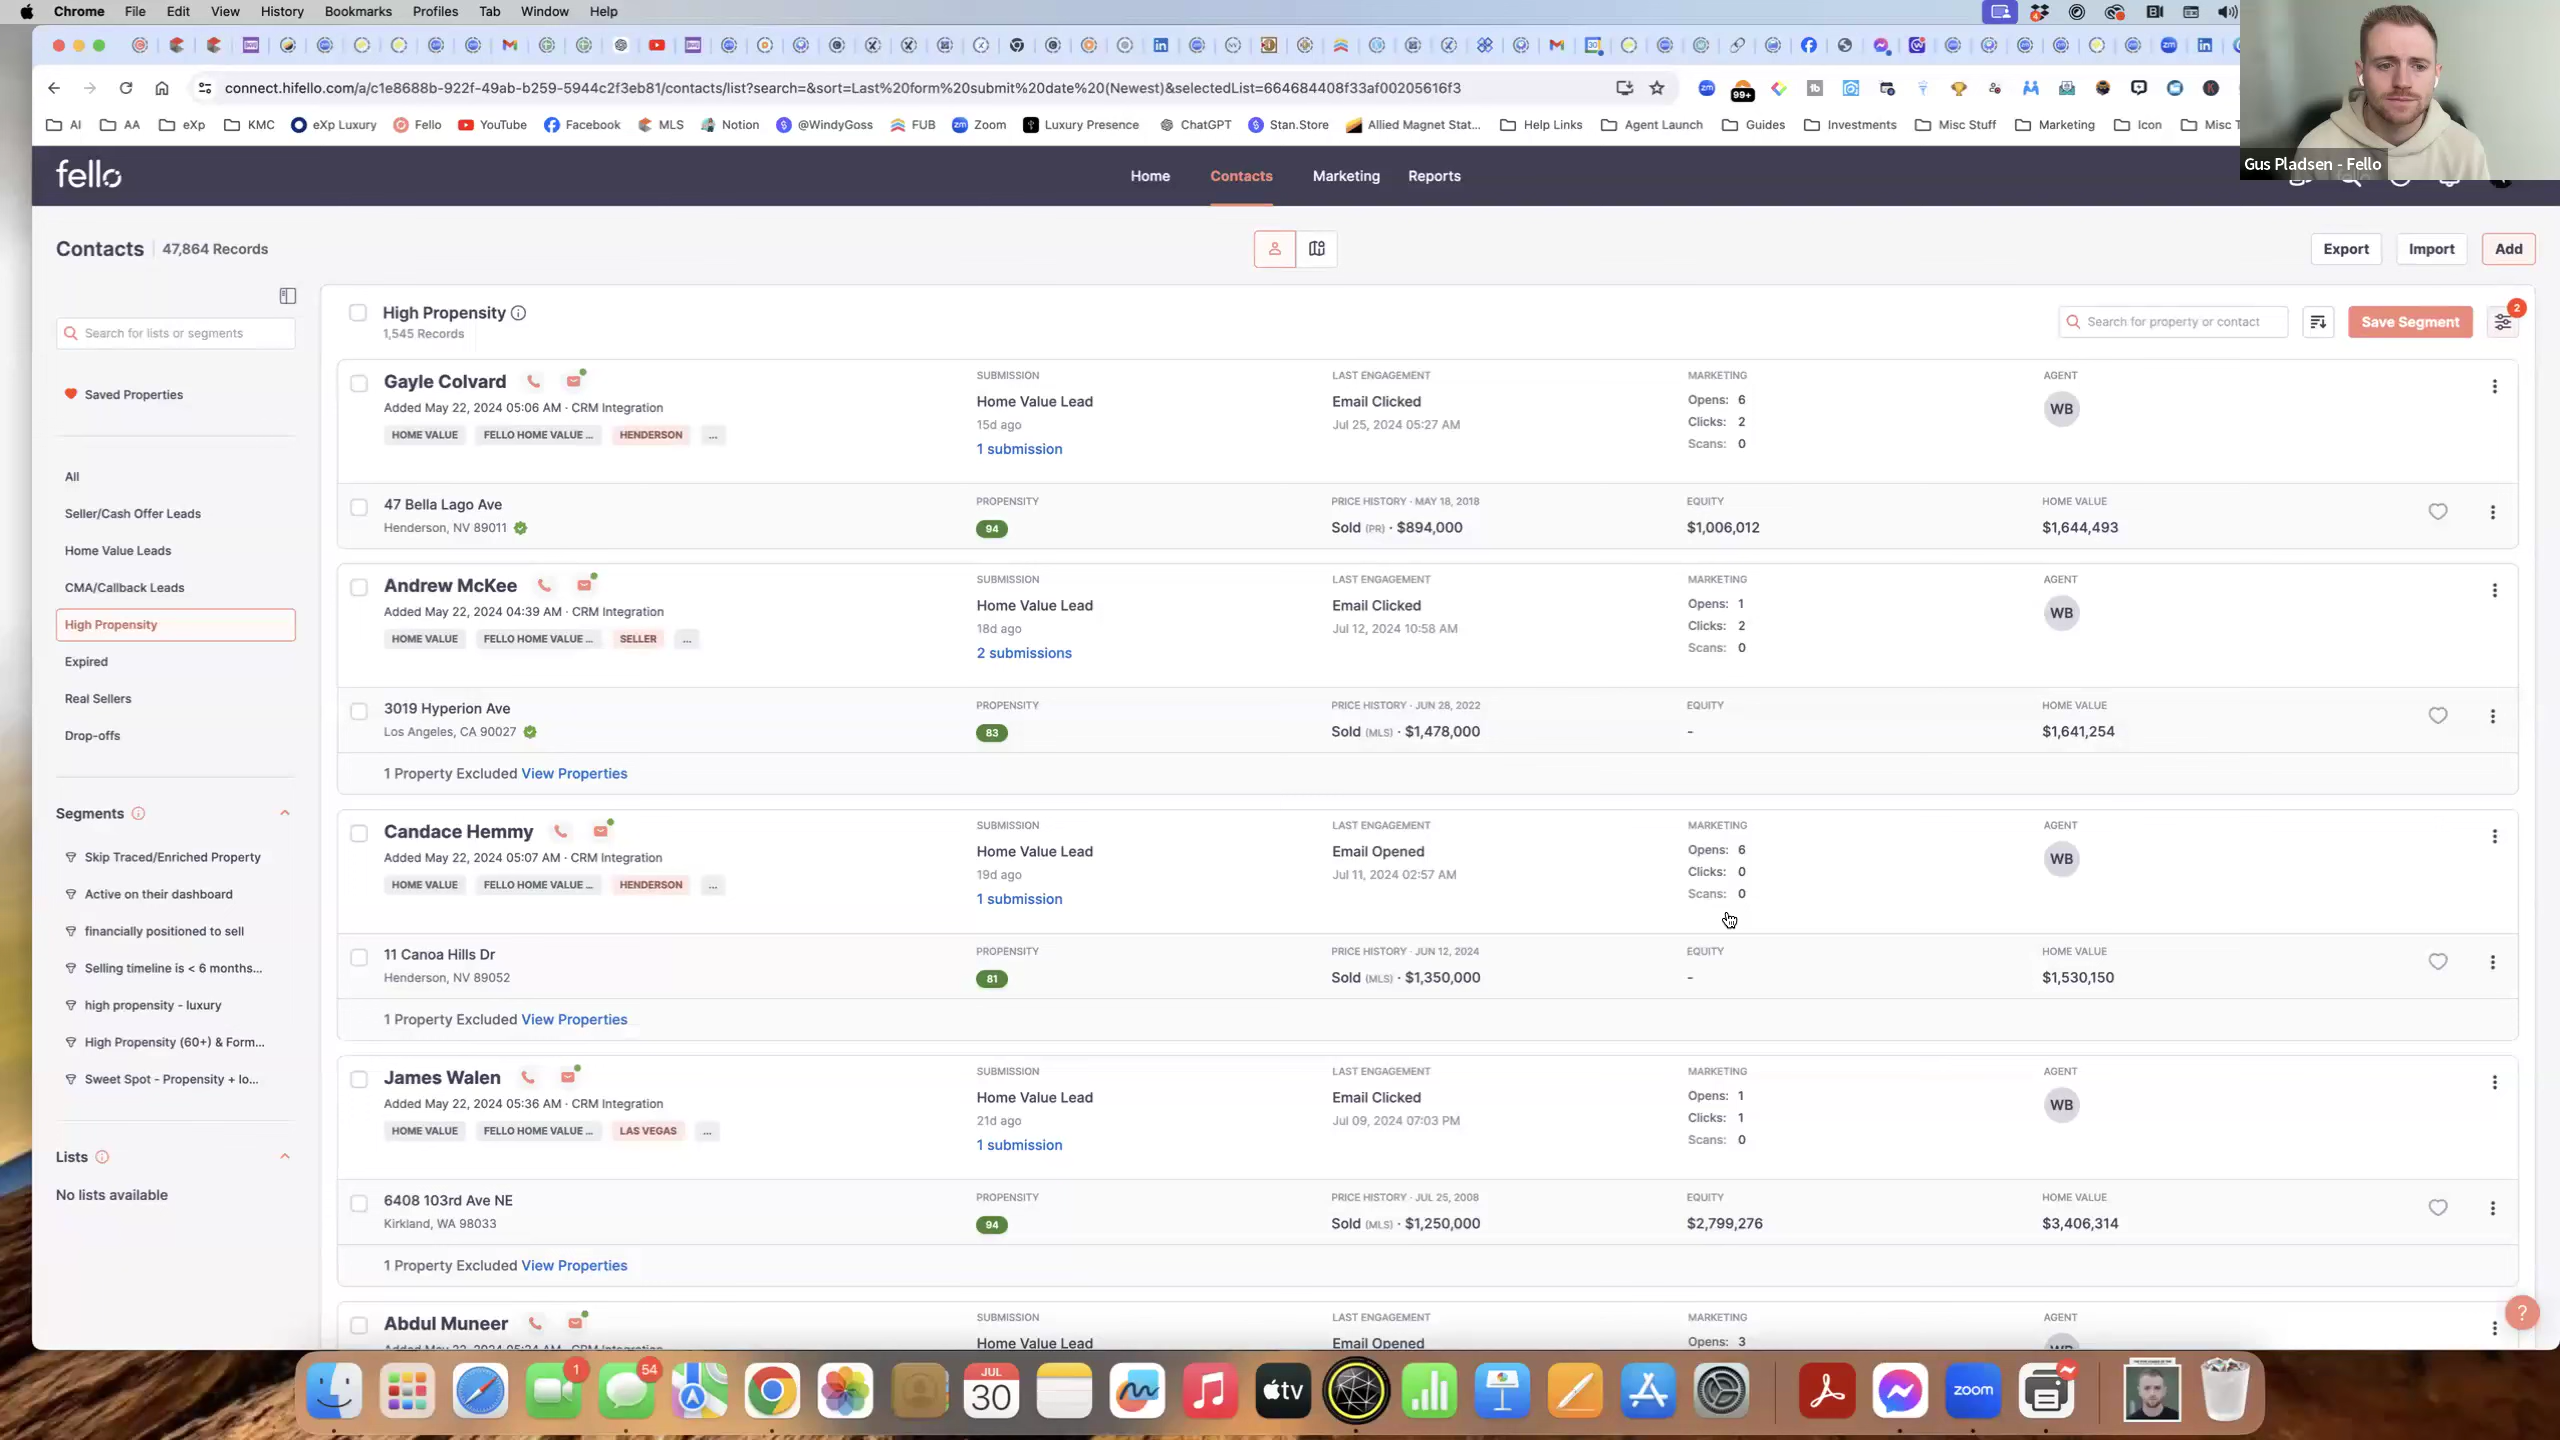 Chrome File Edit View History Bookmarks Profiles Tab Window Help
connect.hifello.com/a/c1e8688b-922f-49ab-b259-5944c2f3eb81/contacts/list?search=&sort=Last%20form%20submit%20date%20(Newest)&selectedList=664684408f33af00205616f3
99+
AI AA eXp KMC eXp Luxury Fello YouTube Facebook MLS Notion @WindyGoss FUB Zoom Luxury Presence ChatGPT Stan.Store Allied Magnet Stat... Help Links Agent Launch Guides Investments Misc Stuff Marketing Icon Misc T
Gus Pladsen - Fello
fello Home Contacts Marketing Reports
Contacts 47,864 Records Export Import Add
Search for lists or segments
Saved Properties
All
Seller/Cash Offer Leads
Home Value Leads
CMA/Callback Leads
High Propensity
Expired
Real Sellers
Drop-offs
Segments
Skip Traced/Enriched Property
Active on their dashboard
financially positioned to sell
Selling timeline is < 6 months...
high propensity - luxury
High Propensity (60+) & Form...
Sweet Spot - Propensity + lo...
Lists
No lists available
High Propensity
1,545 Records
Search for property or contact Save Segment 2
Gayle Colvard SUBMISSION LAST ENGAGEMENT MARKETING AGENT
Added May 22, 2024 05:06 AM · CRM Integration Home Value Lead Email Clicked Opens: 6 WB
15d ago Jul 25, 2024 05:27 AM Clicks: 2
HOME VALUE FELLO HOME VALUE ... HENDERSON ... 1 submission Scans: 0
47 Bella Lago Ave PROPENSITY PRICE HISTORY · MAY 18, 2018 EQUITY HOME VALUE
Henderson, NV 89011 94 Sold (PR) · $894,000 $1,006,012 $1,644,493
Andrew McKee SUBMISSION LAST ENGAGEMENT MARKETING AGENT
Added May 22, 2024 04:39 AM · CRM Integration Home Value Lead Email Clicked Opens: 1 WB
18d ago Jul 12, 2024 10:58 AM Clicks: 2
HOME VALUE FELLO HOME VALUE ... SELLER ... 2 submissions Scans: 0
3019 Hyperion Ave PROPENSITY PRICE HISTORY · JUN 28, 2022 EQUITY HOME VALUE
Los Angeles, CA 90027 83 Sold (MLS) · $1,478,000 - $1,641,254
1 Property Excluded View Properties
Candace Hemmy SUBMISSION LAST ENGAGEMENT MARKETING AGENT
Added May 22, 2024 05:07 AM · CRM Integration Home Value Lead Email Opened Opens: 6 WB
19d ago Jul 11, 2024 02:57 AM Clicks: 0
HOME VALUE FELLO HOME VALUE ... HENDERSON ... 1 submission Scans: 0
11 Canoa Hills Dr PROPENSITY PRICE HISTORY · JUN 12, 2024 EQUITY HOME VALUE
Henderson, NV 89052 81 Sold (MLS) · $1,350,000 - $1,530,150
1 Property Excluded View Properties
James Walen SUBMISSION LAST ENGAGEMENT MARKETING AGENT
Added May 22, 2024 05:36 AM · CRM Integration Home Value Lead Email Clicked Opens: 1 WB
21d ago Jul 09, 2024 07:03 PM Clicks: 1
HOME VALUE FELLO HOME VALUE ... LAS VEGAS ... 1 submission Scans: 0
6408 103rd Ave NE PROPENSITY PRICE HISTORY · JUL 25, 2008 EQUITY HOME VALUE
Kirkland, WA 98033 94 Sold (MLS) · $1,250,000 $2,799,276 $3,406,314
1 Property Excluded View Properties
Abdul Muneer SUBMISSION LAST ENGAGEMENT MARKETING AGENT
Home Value Lead Email Opened Opens: 3
1 54 JUL 30 tv zoom